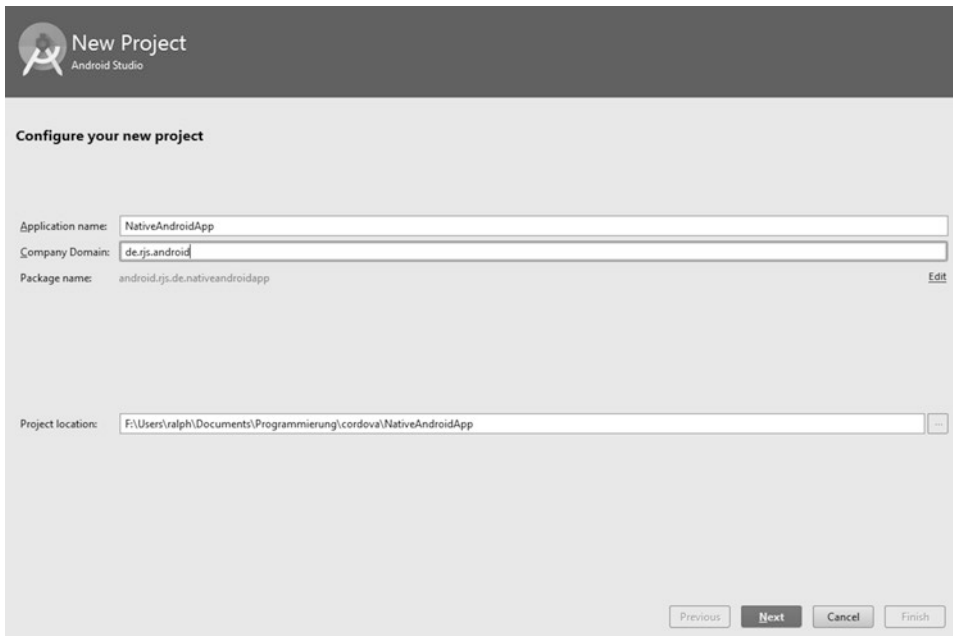 New Project
Android Studio
Configure your new project
Application name: NativeAndroidApp
Company Domain: de.rjs.android
Package name: android.rjs.de.nativeandroidapp Edit
Project location: F:\Users\ralph\Documents\Programmierung\cordova\NativeAndroidApp ...
Previous Next Cancel Finish